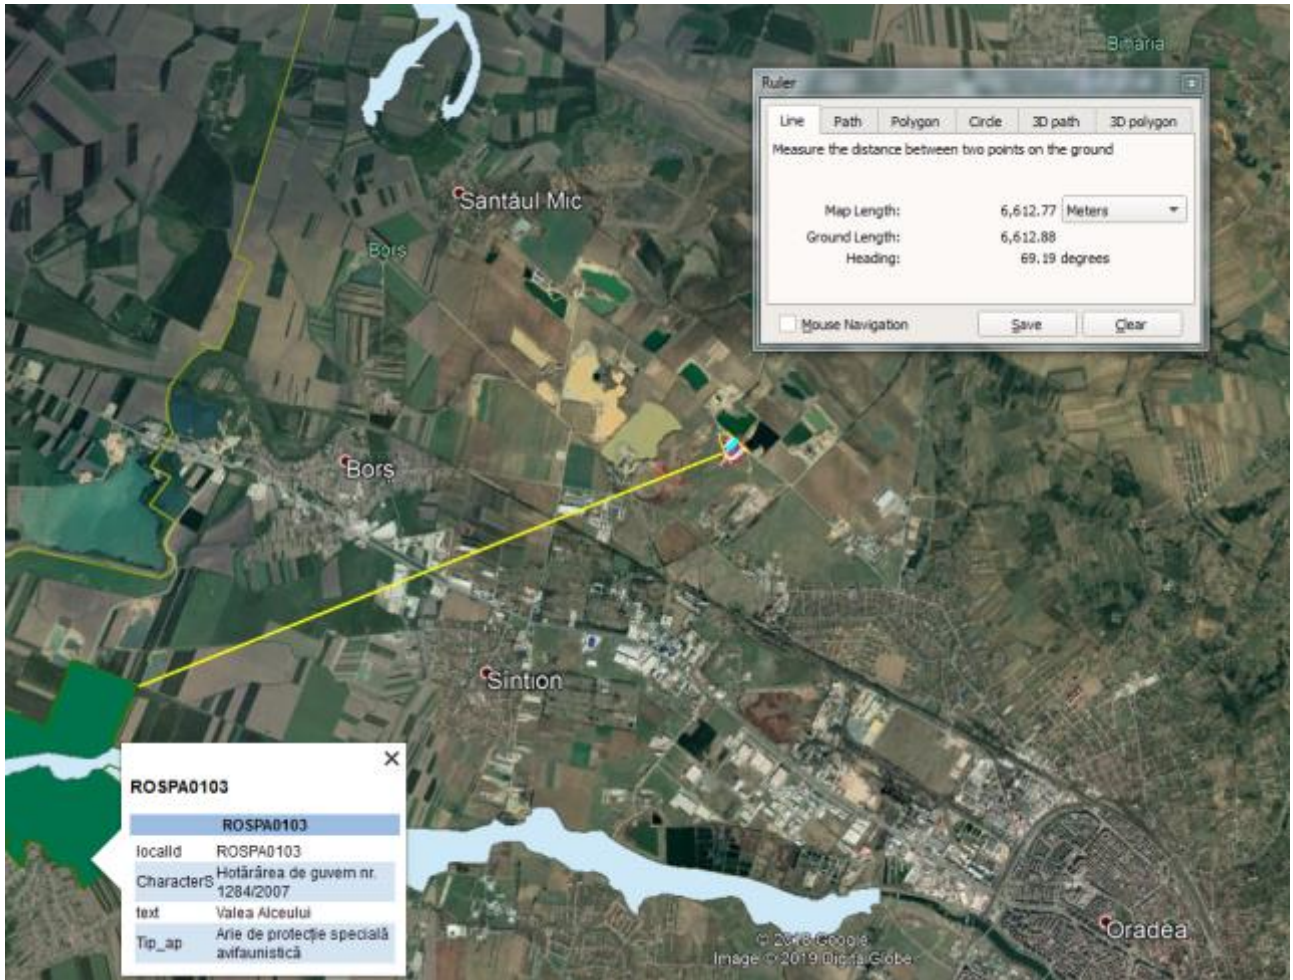 Biharia
Ruler
Line Path Polygon Circle 3D path 3D polygon
Measure the distance between two points on the ground
Map Length: 6,612.77 Meters
Ground Length: 6,612.88
Heading: 69.19 degrees
Mouse Navigation Save Clear
Santăul Mic
Borș
Borș
Sintion
ROSPA0103
ROSPA0103
localId ROSPA0103
CharacterS Hotărârea de guvern nr.
1284/2007
text Valea Alceului
Tip_ap Arie de protecție specială
avifaunistică
Oradea
© 2018 Google
Image © 2019 DigitalGlobe